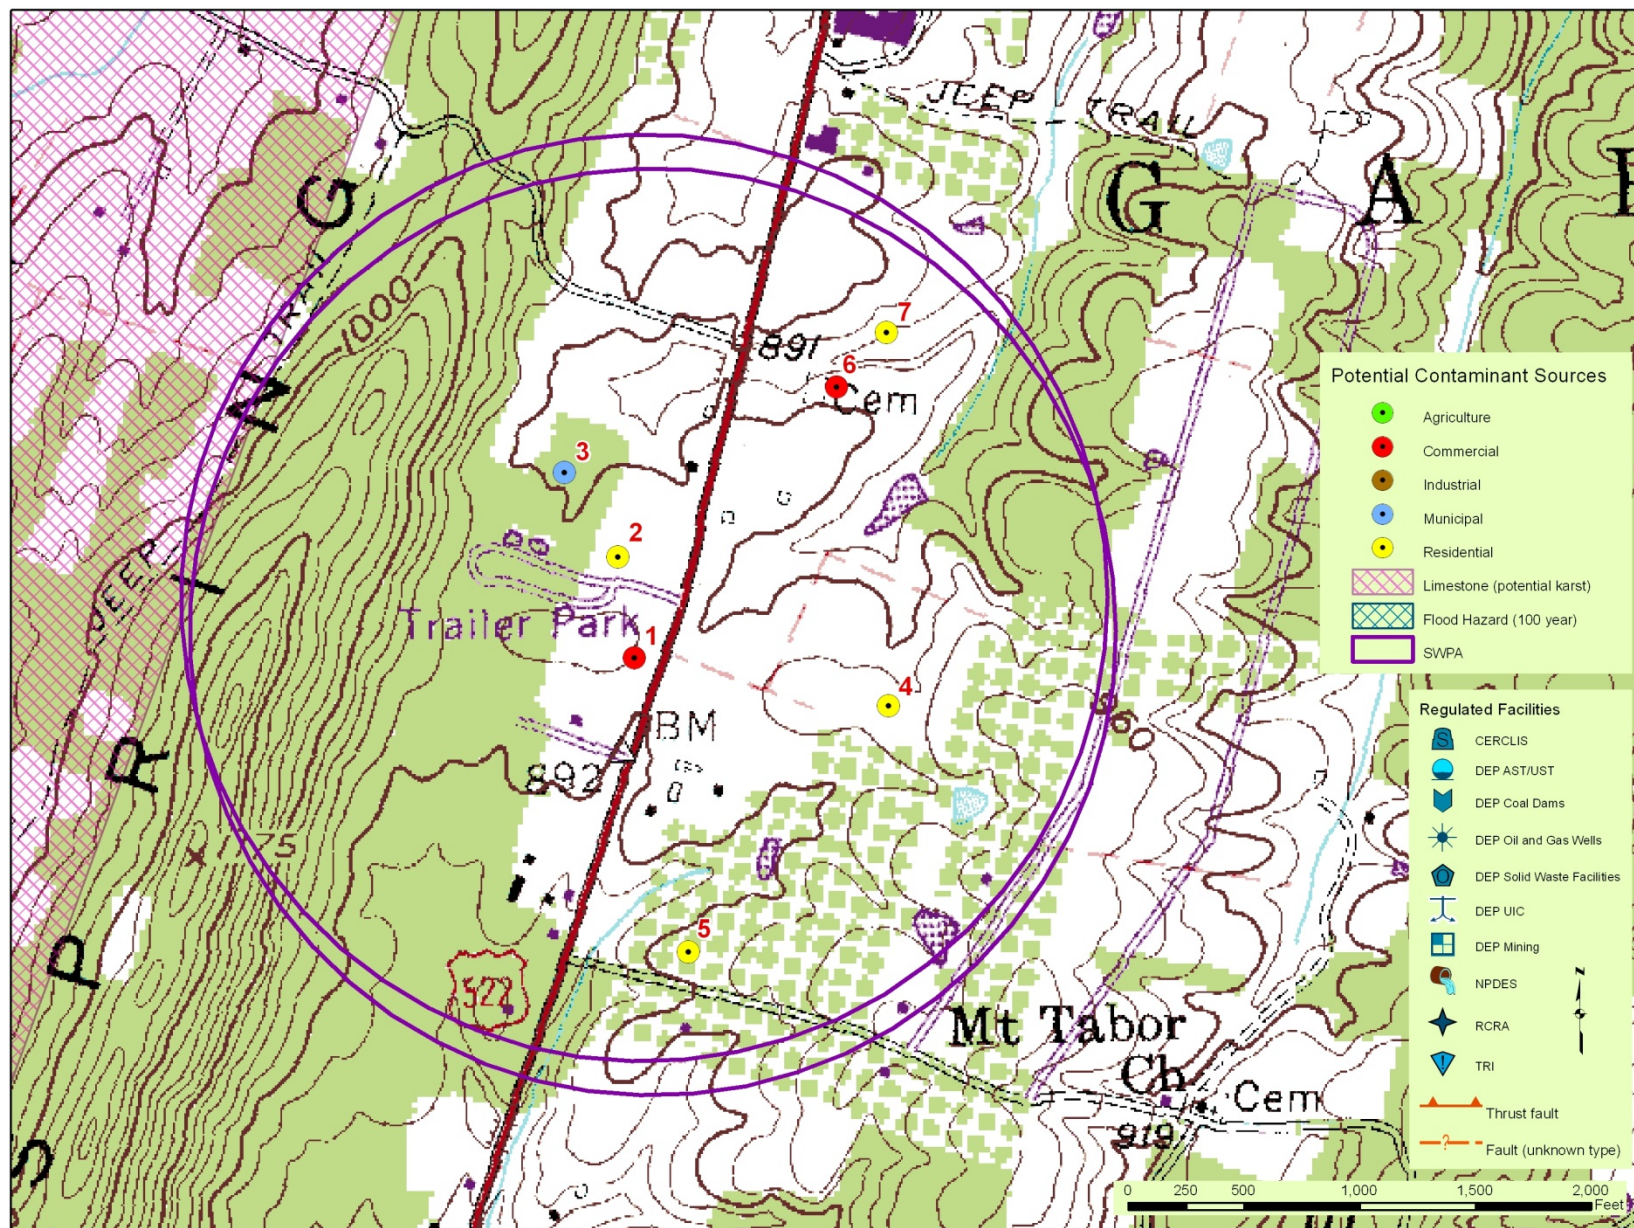 JEEP TRAIL
G A
S P R I N G
JEEP TRAIL
1000
7
891
6
Cem
3
2
Trailer Park
1
4
BM
892
960
1175
5
522
Mt Tabor
Ch
Cem
919
Potential Contaminant Sources
Agriculture
Commercial
Industrial
Municipal
Residential
Limestone (potential karst)
Flood Hazard (100 year)
SWPA
Regulated Facilities
S CERCLIS
DEP AST/UST
DEP Coal Dams
DEP Oil and Gas Wells
DEP Solid Waste Facilities
DEP UIC
DEP Mining
NPDES
N
RCRA
TRI
Thrust fault
? Fault (unknown type)
0 250 500 1,000 1,500 2,000
Feet